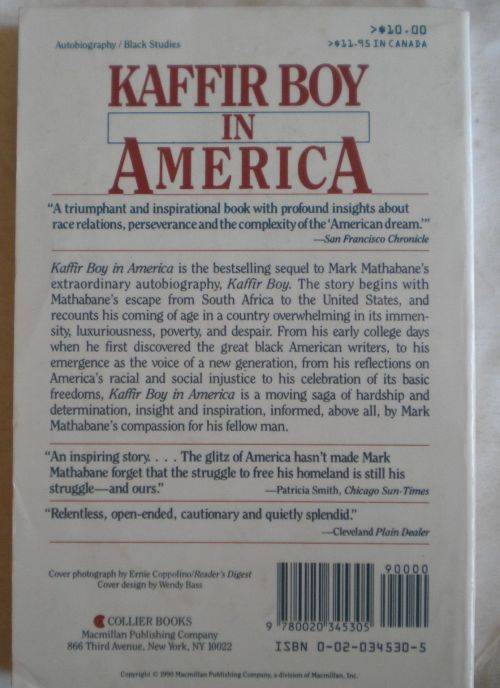 >$10.00
Autobiography / Black Studies
>$11.95 IN CANADA
KAFFIR BOY
IN
AMERICA
“A triumphant and inspirational book with profound insights about
race relations, perseverance and the complexity of the ‘American dream.’”
—San Francisco Chronicle
Kaffir Boy in America is the bestselling sequel to Mark Mathabane’s
extraordinary autobiography, Kaffir Boy. The story begins with
Mathabane’s escape from South Africa to the United States, and
recounts his coming of age in a country overwhelming in its immen-
sity, luxuriousness, poverty, and despair. From his early college days
when he first discovered the great black American writers, to his
emergence as the voice of a new generation, from his reflections on
America’s racial and social injustice to his celebration of its basic
freedoms, Kaffir Boy in America is a moving saga of hardship and
determination, insight and inspiration, informed, above all, by Mark
Mathabane’s compassion for his fellow man.
“An inspiring story. . . . The glitz of America hasn’t made Mark
Mathabane forget that the struggle to free his homeland is still his
struggle—and ours.”
—Patricia Smith, Chicago Sun-Times
“Relentless, open-ended, cautionary and quietly splendid.”
—Cleveland Plain Dealer
Cover photograph by Ernie Coppolino/Reader’s Digest
Cover design by Wendy Bass
90000
9 780020 345305
COLLIER BOOKS
Macmillan Publishing Company
866 Third Avenue, New York, NY 10022
ISBN 0-02-034530-5
Copyright © 1990 Macmillan Publishing Company, a division of Macmillan, Inc.